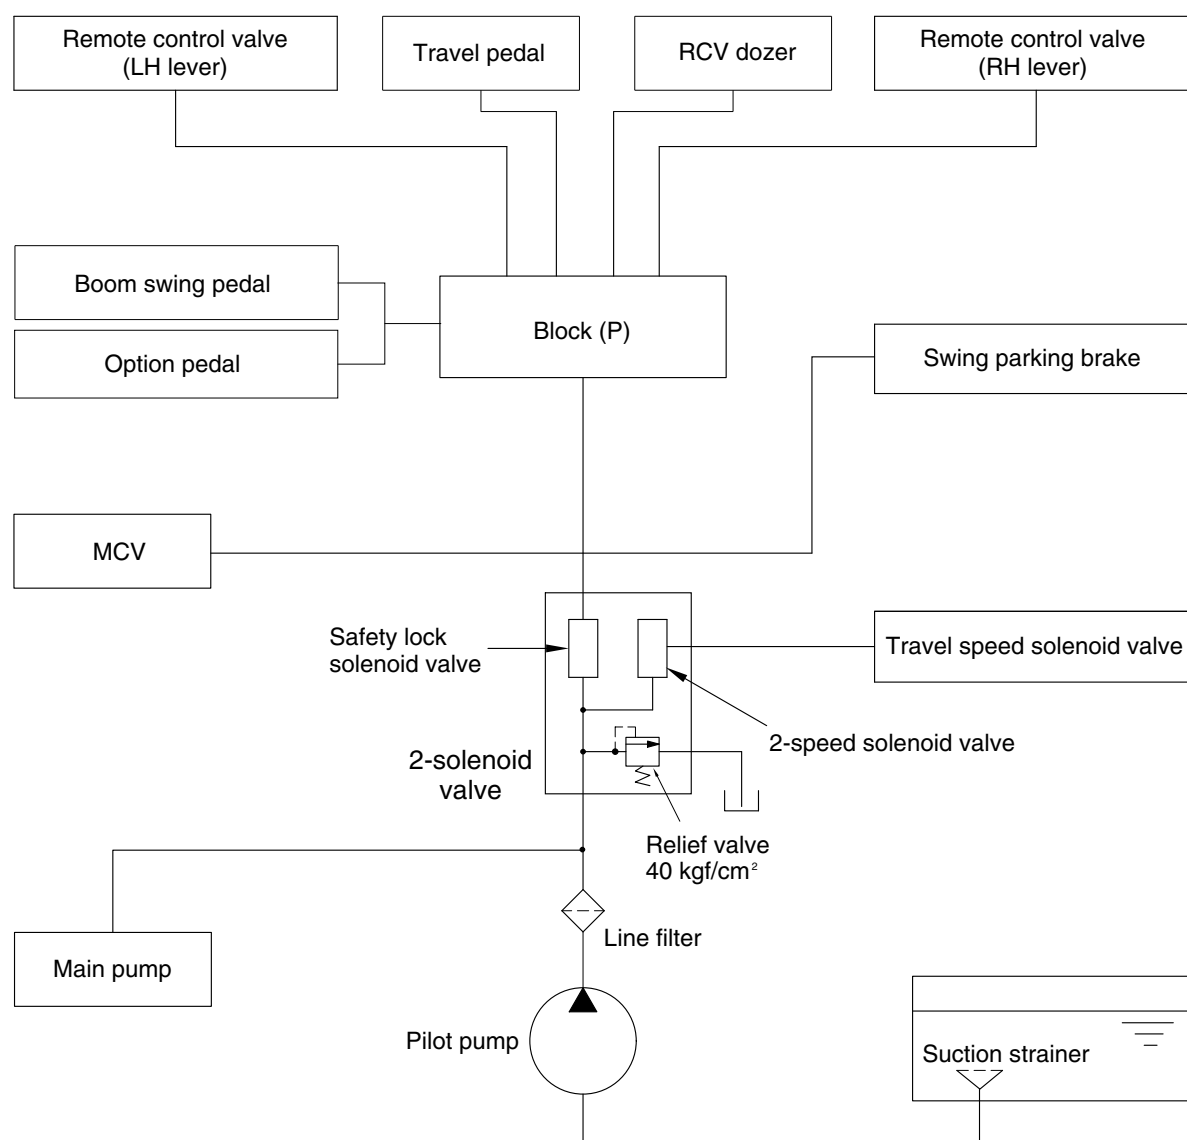 Remote control valve
(LH lever)
Travel pedal
RCV dozer
Remote control valve
(RH lever)
Boom swing pedal
Option pedal
Block (P)
Swing parking brake
MCV
Safety lock
solenoid valve
Travel speed solenoid valve
2-speed solenoid valve
2-solenoid
valve
Relief valve
40 kgf/cm²
Line filter
Main pump
Pilot pump
Suction strainer